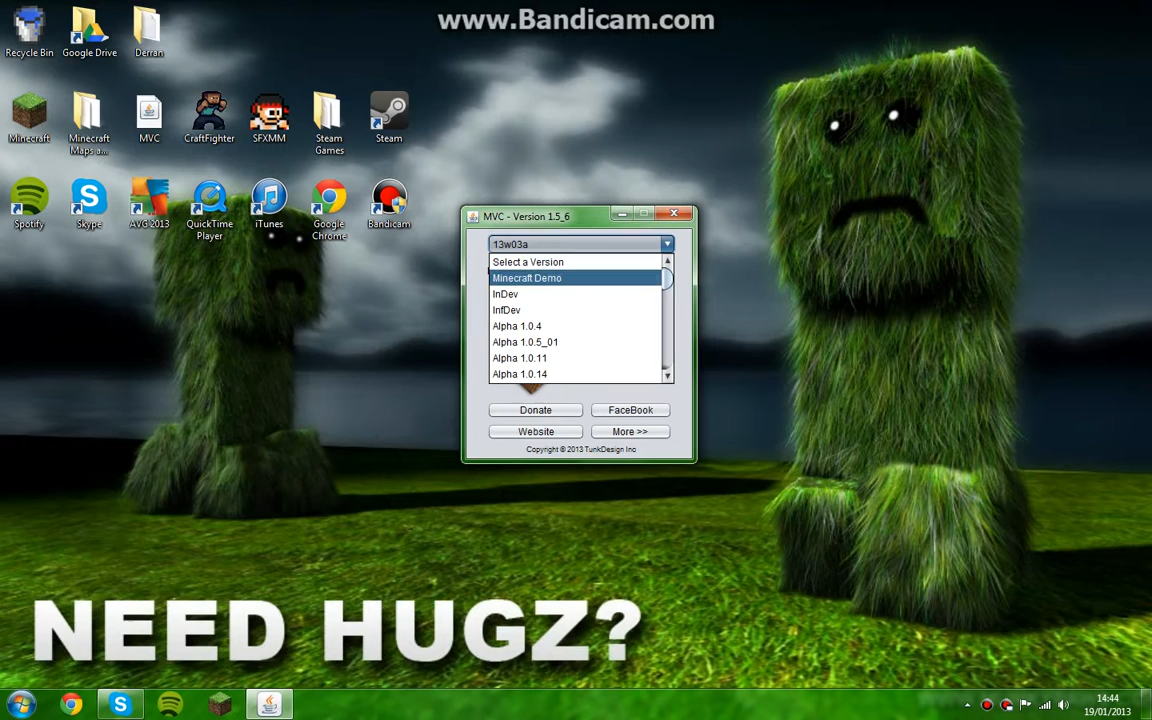 www.Bandicam.com
Recycle Bin
Google Drive
Derran
Minecraft
Minecraft Maps a...
MVC
CraftFighter
SFXMM
Steam Games
Steam
Spotify
Skype
AVG 2013
QuickTime Player
iTunes
Google Chrome
Bandicam
MVC - Version 1.5_6
13w03a
Select a Version
Minecraft Demo
InDev
InfDev
Alpha 1.0.4
Alpha 1.0.5_01
Alpha 1.0.11
Alpha 1.0.14
Donate
FaceBook
Website
More >>
Copyright © 2013 TunkDesign Inc
NEED HUGZ?
14:44
19/01/2013